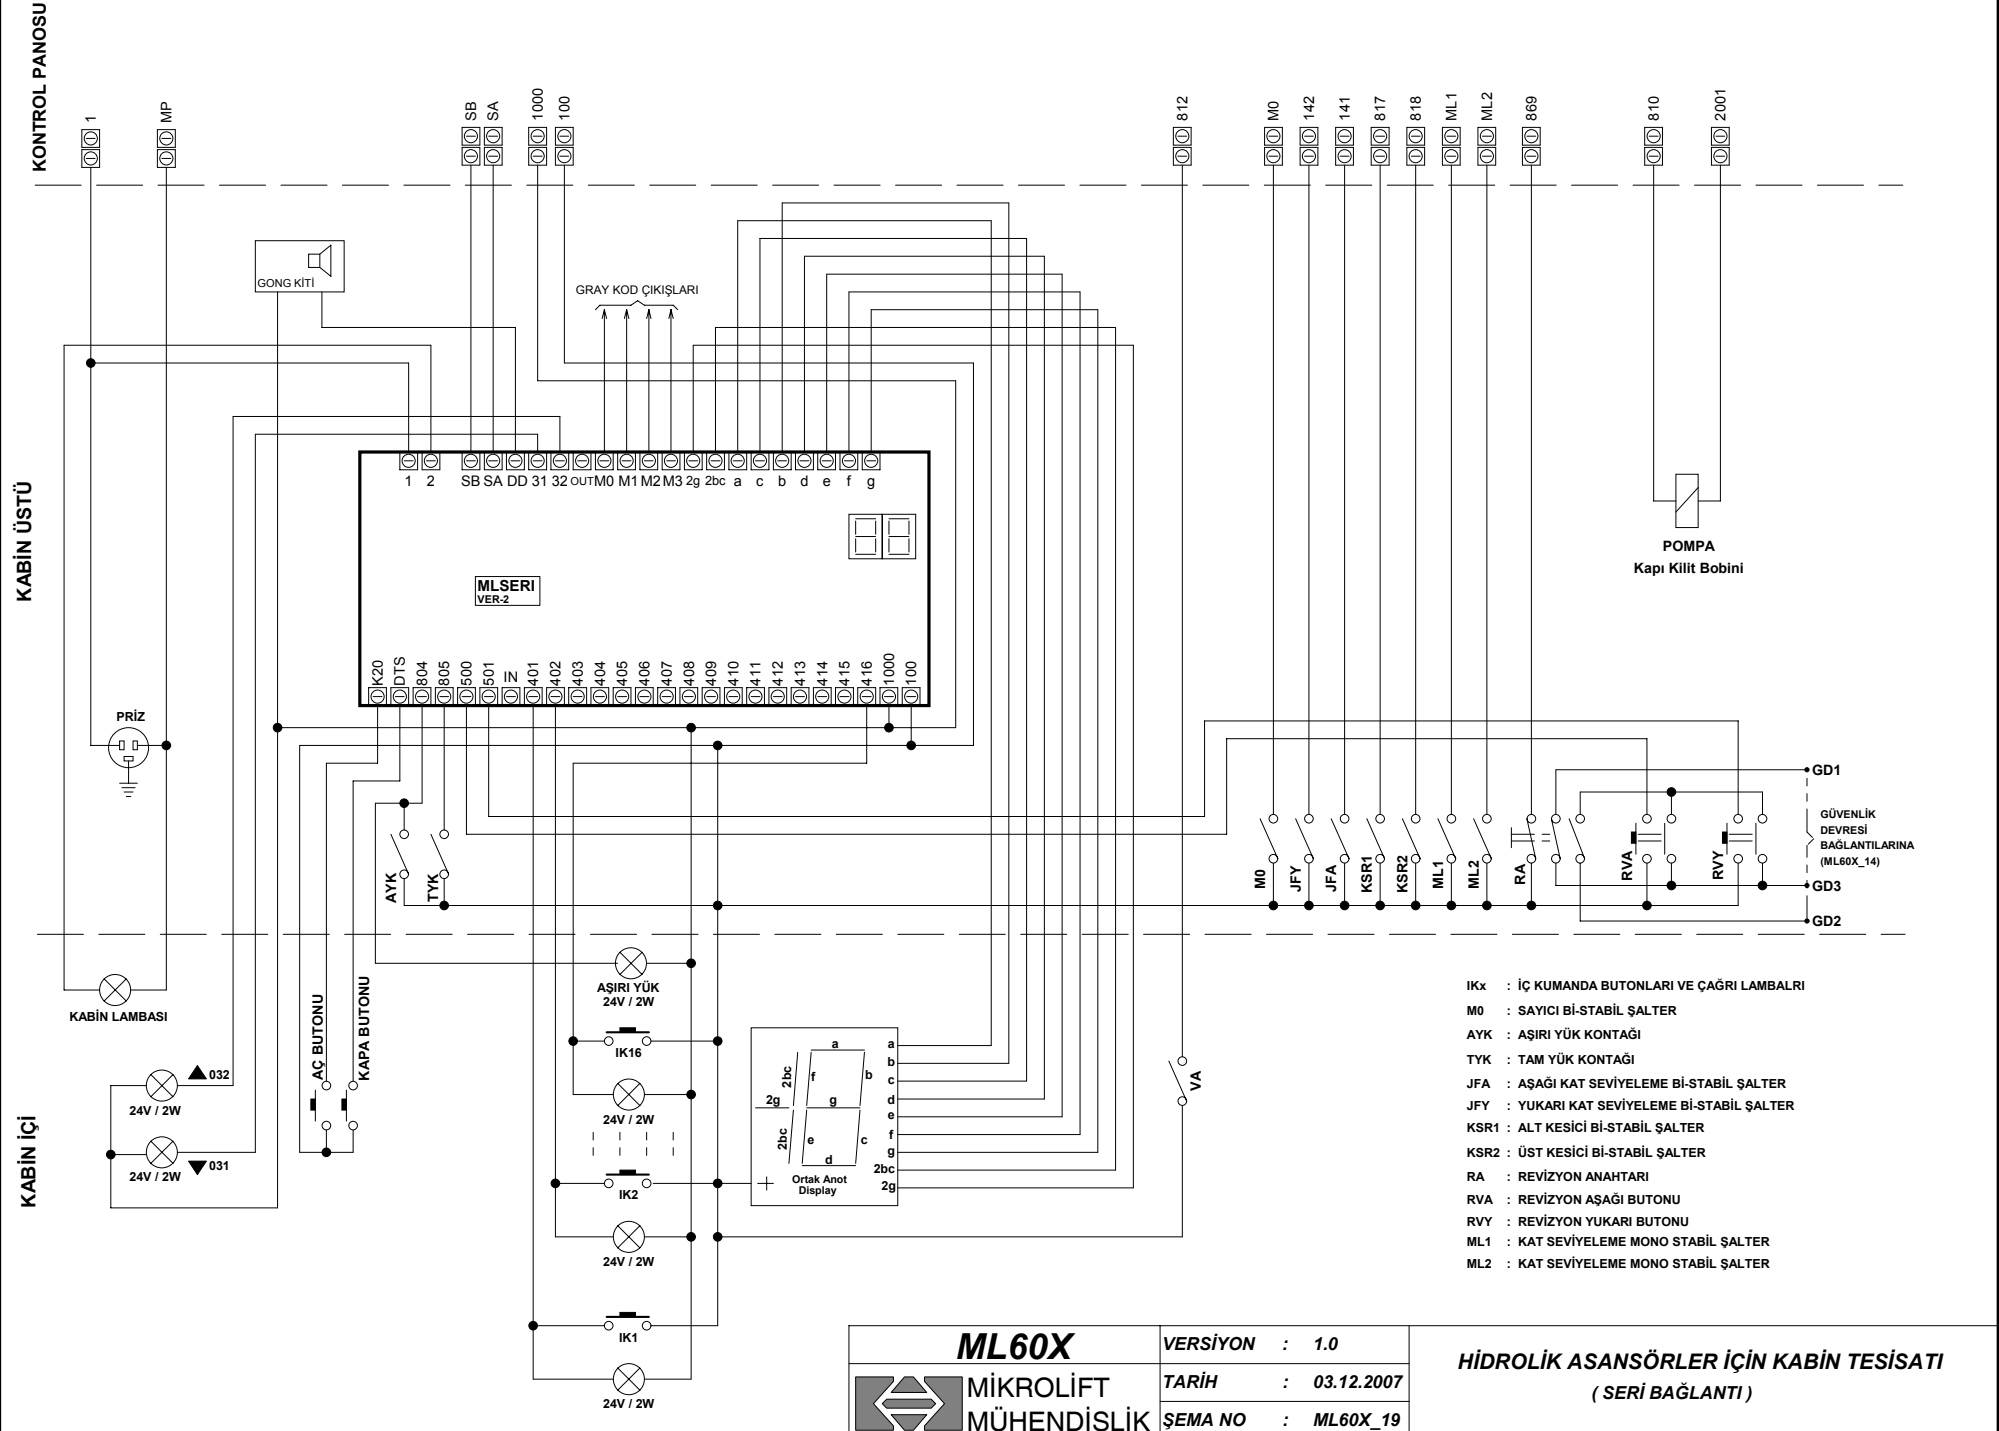 KONTROL PANOSU
1
MP
SB
SA
1000
100
812
M0
142
141
817
818
ML1
ML2
869
810
2001
KABİN ÜSTÜ
GONG KİTİ
GRAY KOD ÇIKIŞLARI
1 2 SB SA DD 31 32 OUT M0 M1 M2 M3 2g 2bc a c b d e f g
MLSERI
VER-2
K20 DTS 804 805 500 501 IN 401 402 403 404 405 406 407 408 409 410 411 412 413 414 415 416 1000 100
POMPA
Kapı Kilit Bobini
PRİZ
AYK
TYK
M0
JFY
JFA
KSR1
KSR2
ML1
ML2
RA
RVA
RVY
GD1
GÜVENLİK
DEVRESİ
BAĞLANTILARINA
(ML60X_14)
GD3
GD2
KABİN İÇİ
KABİN LAMBASI
032
24V / 2W
031
24V / 2W
AÇ BUTONU
KAPA BUTONU
AŞIRI YÜK
24V / 2W
IK16
24V / 2W
IK2
24V / 2W
IK1
24V / 2W
a
f
b
g
e
c
d
2bc
2g
2bc
Ortak Anot
Display
a
b
c
d
e
f
g
2bc
2g
VA
IKx : İÇ KUMANDA BUTONLARI VE ÇAĞRI LAMBALRI
M0 : SAYICI Bİ-STABİL ŞALTER
AYK : AŞIRI YÜK KONTAĞI
TYK : TAM YÜK KONTAĞI
JFA : AŞAĞI KAT SEVİYELEME Bİ-STABİL ŞALTER
JFY : YUKARI KAT SEVİYELEME Bİ-STABİL ŞALTER
KSR1 : ALT KESİCİ Bİ-STABİL ŞALTER
KSR2 : ÜST KESİCİ Bİ-STABİL ŞALTER
RA : REVİZYON ANAHTARI
RVA : REVİZYON AŞAĞI BUTONU
RVY : REVİZYON YUKARI BUTONU
ML1 : KAT SEVİYELEME MONO STABİL ŞALTER
ML2 : KAT SEVİYELEME MONO STABİL ŞALTER
ML60X
MİKROLİFT
MÜHENDİSLİK
VERSİYON : 1.0
TARİH : 03.12.2007
ŞEMA NO : ML60X_19
HİDROLİK ASANSÖRLER İÇİN KABİN TESİSATI
( SERİ BAĞLANTI )